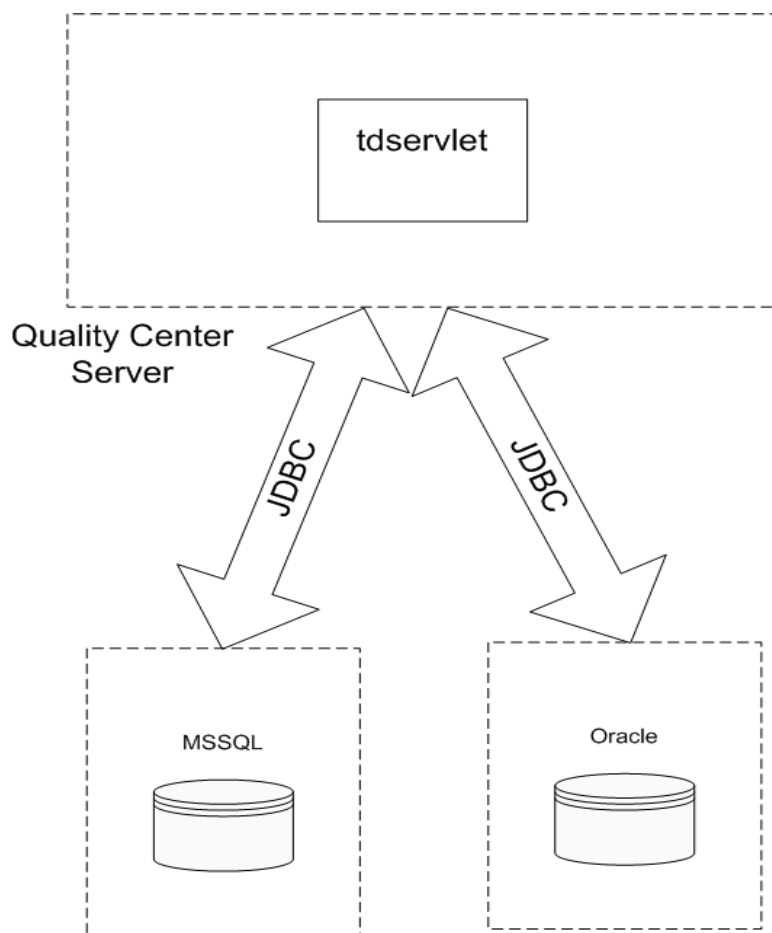 tdservlet
Quality Center
Server
JDBC
JDBC
MSSQL
Oracle